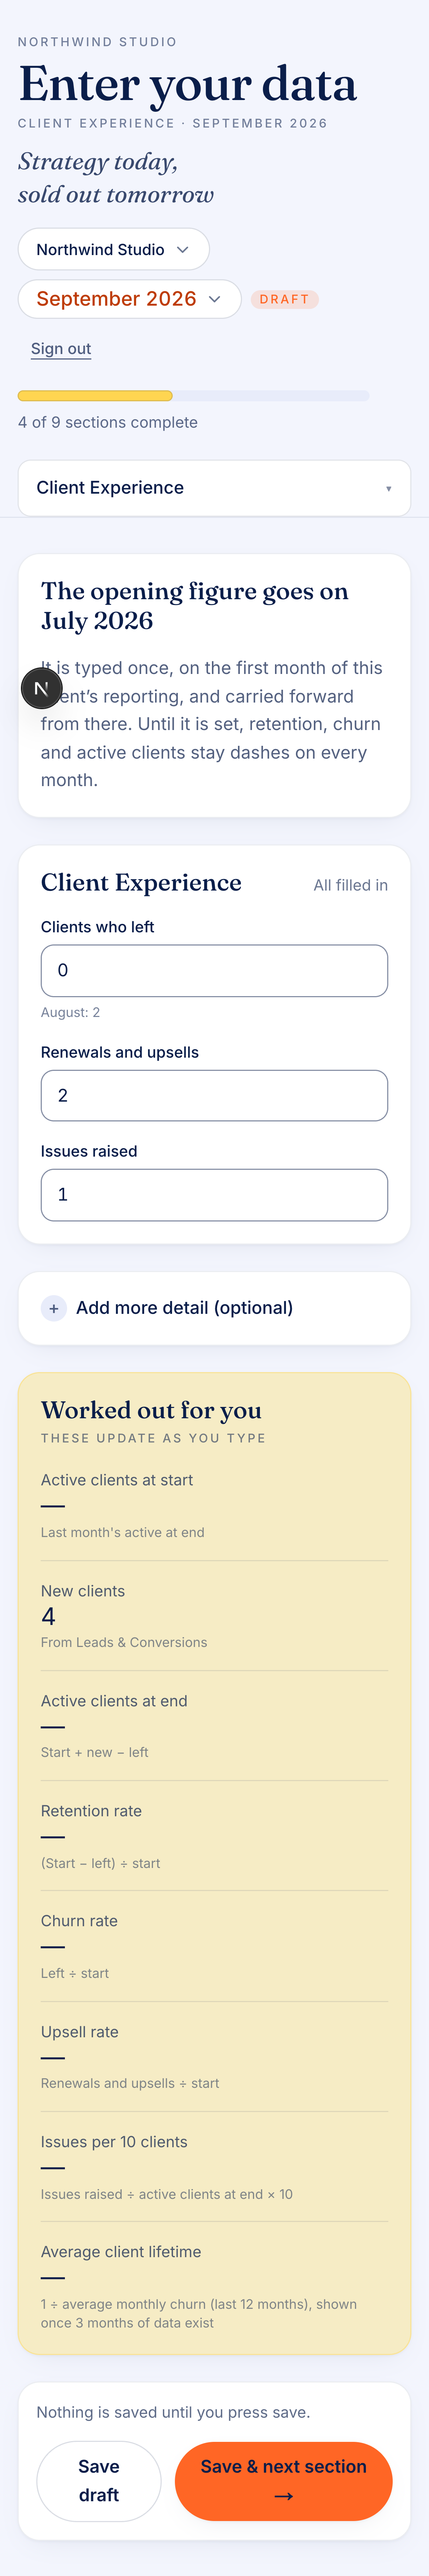 NORTHWIND STUDIO
Enter your data
CLIENT EXPERIENCE · SEPTEMBER 2026
Strategy today,
sold out tomorrow
Northwind Studio
September 2026
DRAFT
Sign out
4 of 9 sections complete
Client Experience
The opening figure goes on
July 2026
It is typed once, on the first month of this
ent’s reporting, and carried forward
from there. Until it is set, retention, churn
and active clients stay dashes on every
month.
N
Client Experience
All filled in
Clients who left
0
August: 2
Renewals and upsells
2
Issues raised
1
+ Add more detail (optional)
Worked out for you
THESE UPDATE AS YOU TYPE
Active clients at start
—
Last month's active at end
New clients
4
From Leads & Conversions
Active clients at end
—
Start + new − left
Retention rate
—
(Start − left) ÷ start
Churn rate
—
Left ÷ start
Upsell rate
—
Renewals and upsells ÷ start
Issues per 10 clients
—
Issues raised ÷ active clients at end × 10
Average client lifetime
—
1 ÷ average monthly churn (last 12 months), shown
once 3 months of data exist
Nothing is saved until you press save.
Save
draft
Save & next section
→